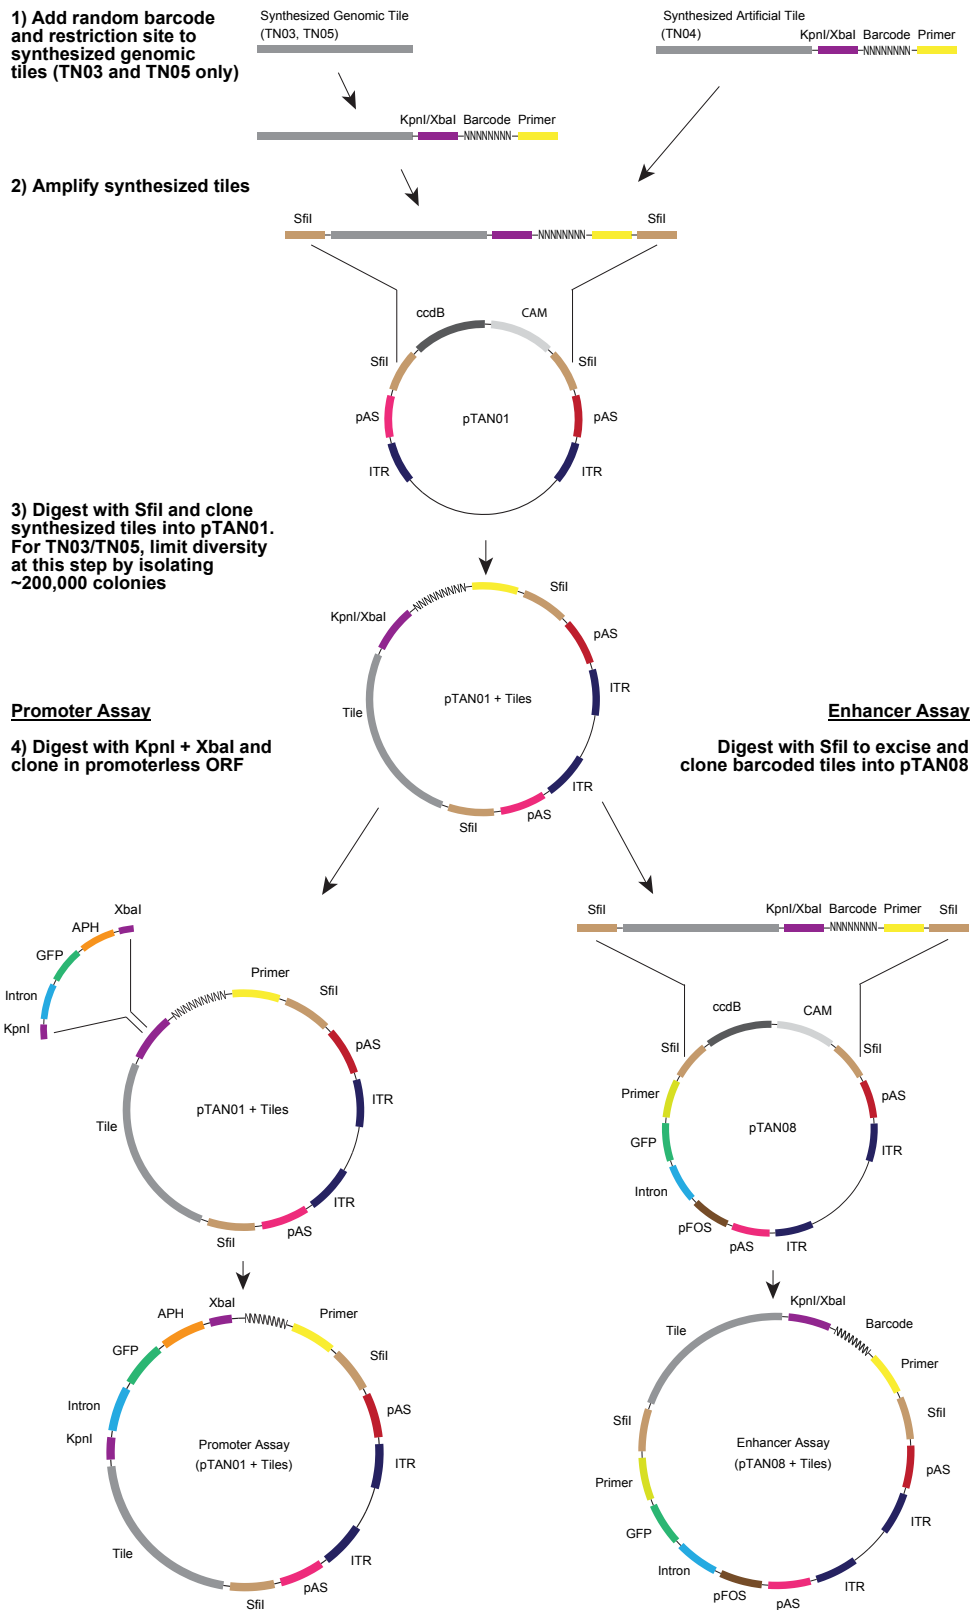 1) Add random barcode
and restriction site to
synthesized genomic
tiles (TN03 and TN05 only)
Synthesized Genomic Tile
(TN03, TN05)
Synthesized Artificial Tile
(TN04)
KpnI/XbaI
Barcode
NNNNNNNN
Primer
KpnI/XbaI
Barcode
NNNNNNNN
Primer
2) Amplify synthesized tiles
SfiI
NNNNNNNN
SfiI
ccdB
CAM
SfiI
SfiI
pAS
pTAN01
pAS
ITR
ITR
3) Digest with SfiI and clone
synthesized tiles into pTAN01.
For TN03/TN05, limit diversity
at this step by isolating
~200,000 colonies
NNNNNNNN
SfiI
KpnI/XbaI
pAS
ITR
pTAN01 + Tiles
Tile
ITR
pAS
SfiI
Promoter Assay
4) Digest with KpnI + XbaI and
clone in promoterless ORF
Enhancer Assay
Digest with SfiI to excise and
clone barcoded tiles into pTAN08
XbaI
APH
GFP
Intron
KpnI
NNNNNNNN
Primer
SfiI
pAS
ITR
pTAN01 + Tiles
Tile
ITR
pAS
SfiI
SfiI
KpnI/XbaI
Barcode
NNNNNNNN
Primer
SfiI
ccdB
CAM
SfiI
SfiI
Primer
pAS
GFP
pTAN08
ITR
Intron
pFOS
pAS
ITR
XbaI
NNNNNNNN
APH
Primer
GFP
SfiI
Intron
pAS
KpnI
Promoter Assay
(pTAN01 + Tiles)
ITR
Tile
ITR
pAS
SfiI
KpnI/XbaI
Tile
Barcode
NNNNNNNN
Primer
SfiI
SfiI
Enhancer Assay
(pTAN08 + Tiles)
pAS
Primer
ITR
GFP
Intron
ITR
pFOS
pAS